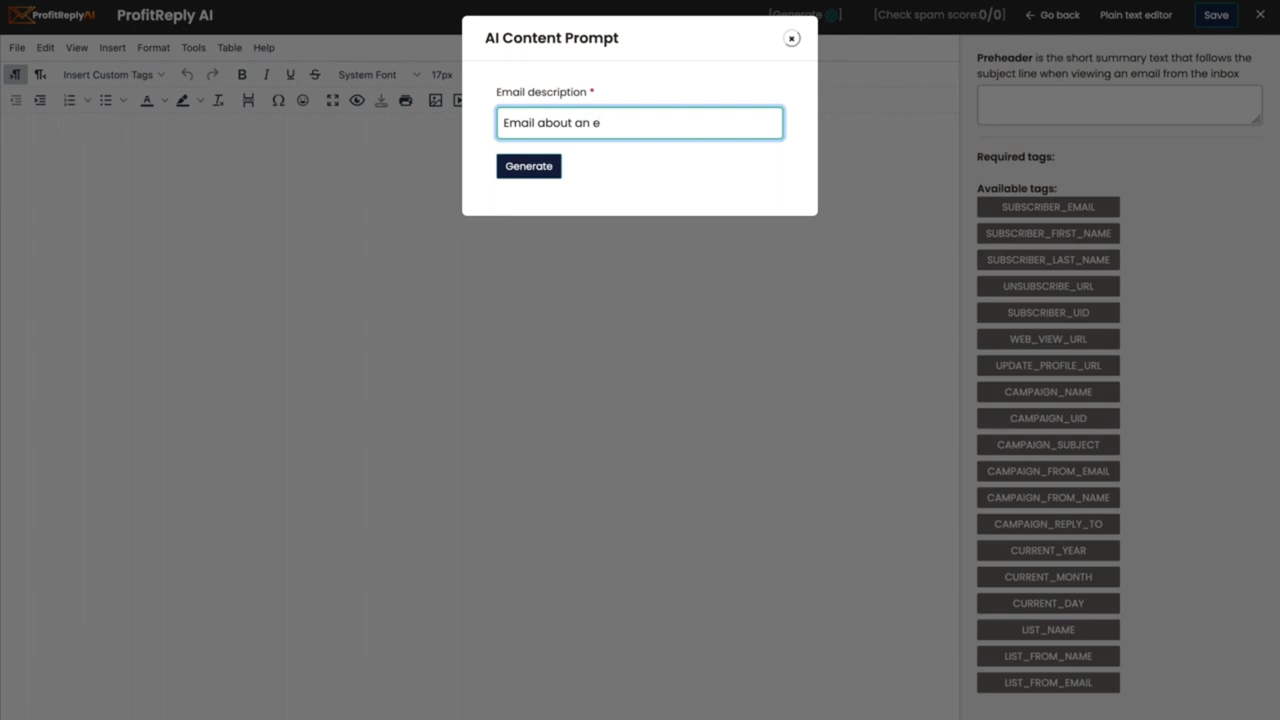 ProfitReply AI
ProfitReply AI
[Generate ]
[Check spam score:0/0]
Go back
Plain text editor
Save
File Edit View Insert Format Tools Table Help
Insert Custom Tags
B I U S
System Font
17px
AI Content Prompt
Email description *
Email about an e
Generate
Preheader is the short summary text that follows the
subject line when viewing an email from the inbox
Required tags:
Available tags:
SUBSCRIBER_EMAIL
SUBSCRIBER_FIRST_NAME
SUBSCRIBER_LAST_NAME
UNSUBSCRIBE_URL
SUBSCRIBER_UID
WEB_VIEW_URL
UPDATE_PROFILE_URL
CAMPAIGN_NAME
CAMPAIGN_UID
CAMPAIGN_SUBJECT
CAMPAIGN_FROM_EMAIL
CAMPAIGN_FROM_NAME
CAMPAIGN_REPLY_TO
CURRENT_YEAR
CURRENT_MONTH
CURRENT_DAY
LIST_NAME
LIST_FROM_NAME
LIST_FROM_EMAIL